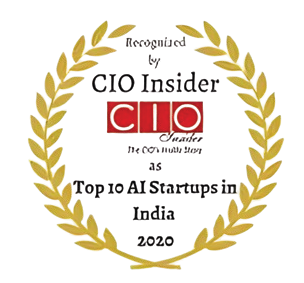 Recognized
by
CIO Insider
CIO
Insider
as
Top 10 AI Startups in
India
2020